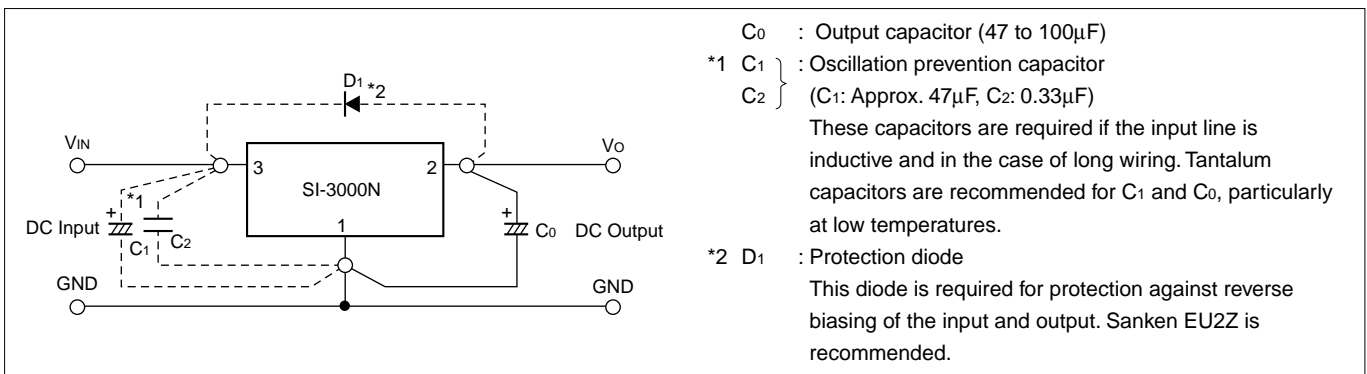 D1 *2
VIN
VO
3
2
SI-3000N
1
*1
+
+
DC Input
C1
C2
C0
DC Output
GND
GND
C0 : Output capacitor (47 to 100μF)
*1 C1 : Oscillation prevention capacitor
C2 (C1: Approx. 47μF, C2: 0.33μF)
These capacitors are required if the input line is
inductive and in the case of long wiring. Tantalum
capacitors are recommended for C1 and C0, particularly
at low temperatures.
*2 D1 : Protection diode
This diode is required for protection against reverse
biasing of the input and output. Sanken EU2Z is
recommended.